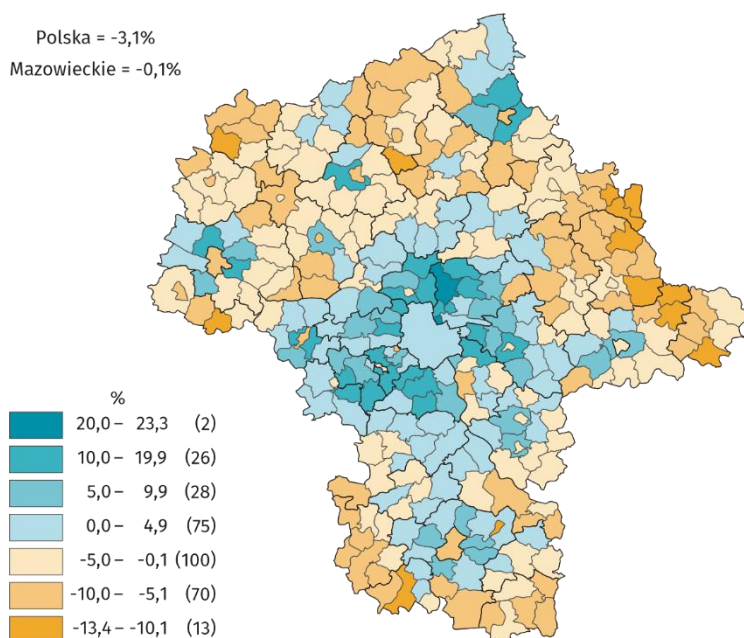 Polska = -3,1%
Mazowieckie = -0,1%
%
20,0 – 23,3 (2)
10,0 – 19,9 (26)
5,0 – 9,9 (28)
0,0 – 4,9 (75)
-5,0 – -0,1 (100)
-10,0 – -5,1 (70)
-13,4 – -10,1 (13)